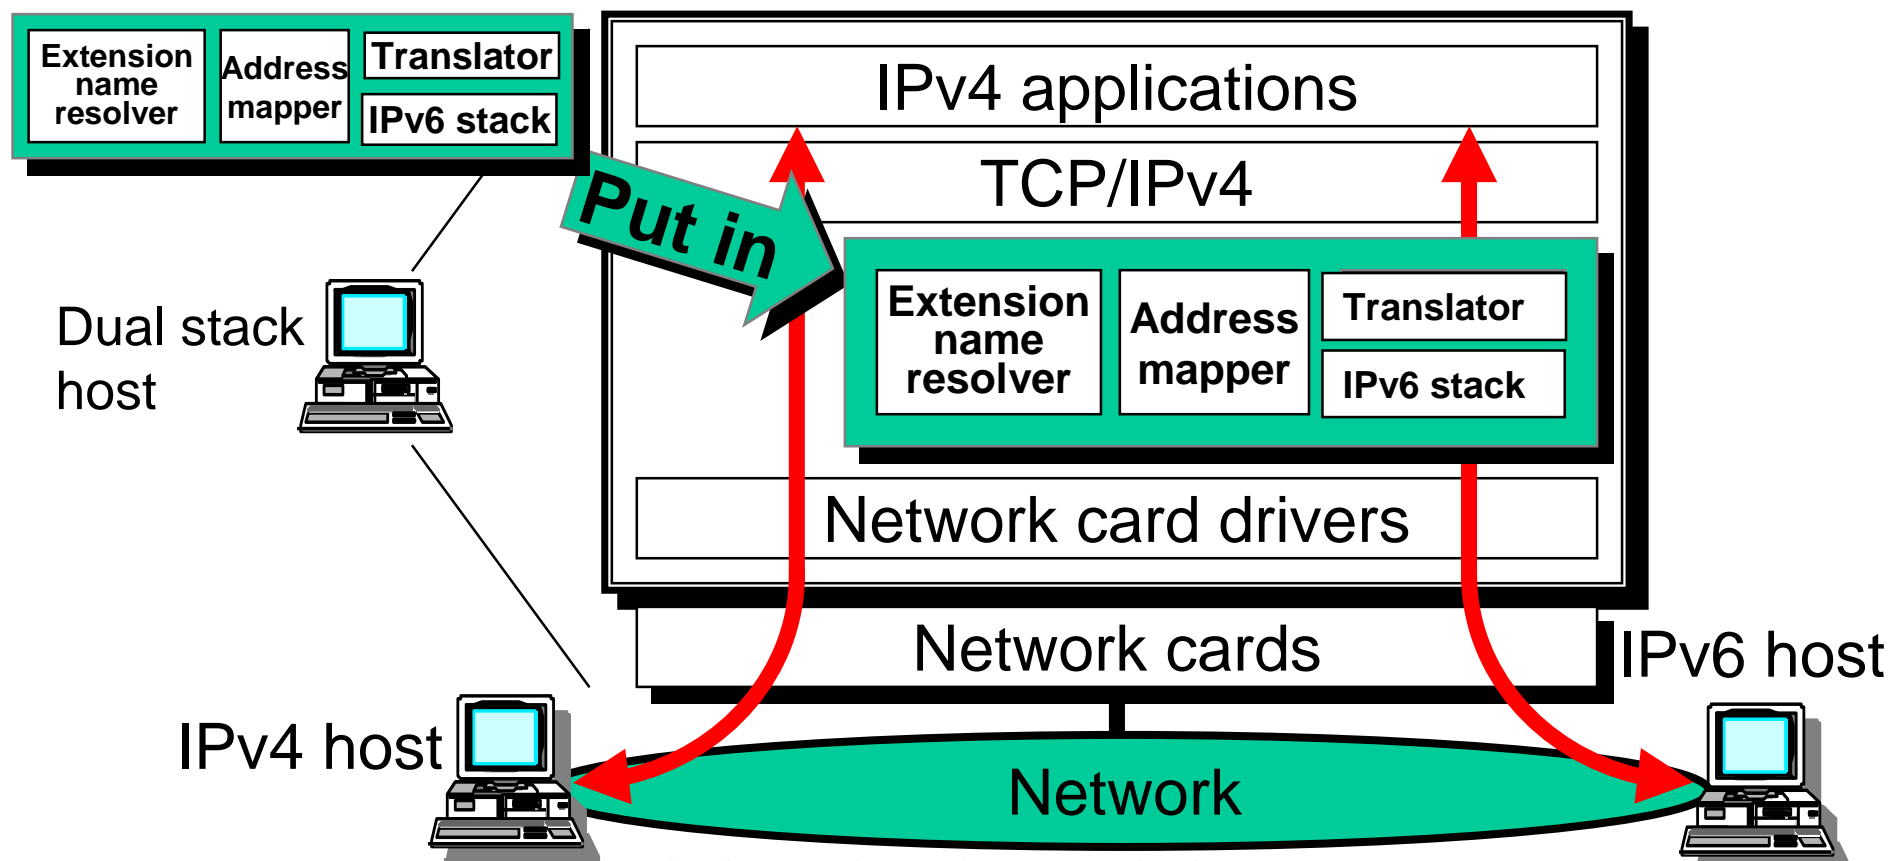 Extension
name
resolver
Address
mapper
Translator
IPv6 stack
Put in
IPv4 applications
TCP/IPv4
Extension
name
resolver
Address
mapper
Translator
IPv6 stack
Dual stack
host
Network card drivers
Network cards
IPv6 host
IPv4 host
Network